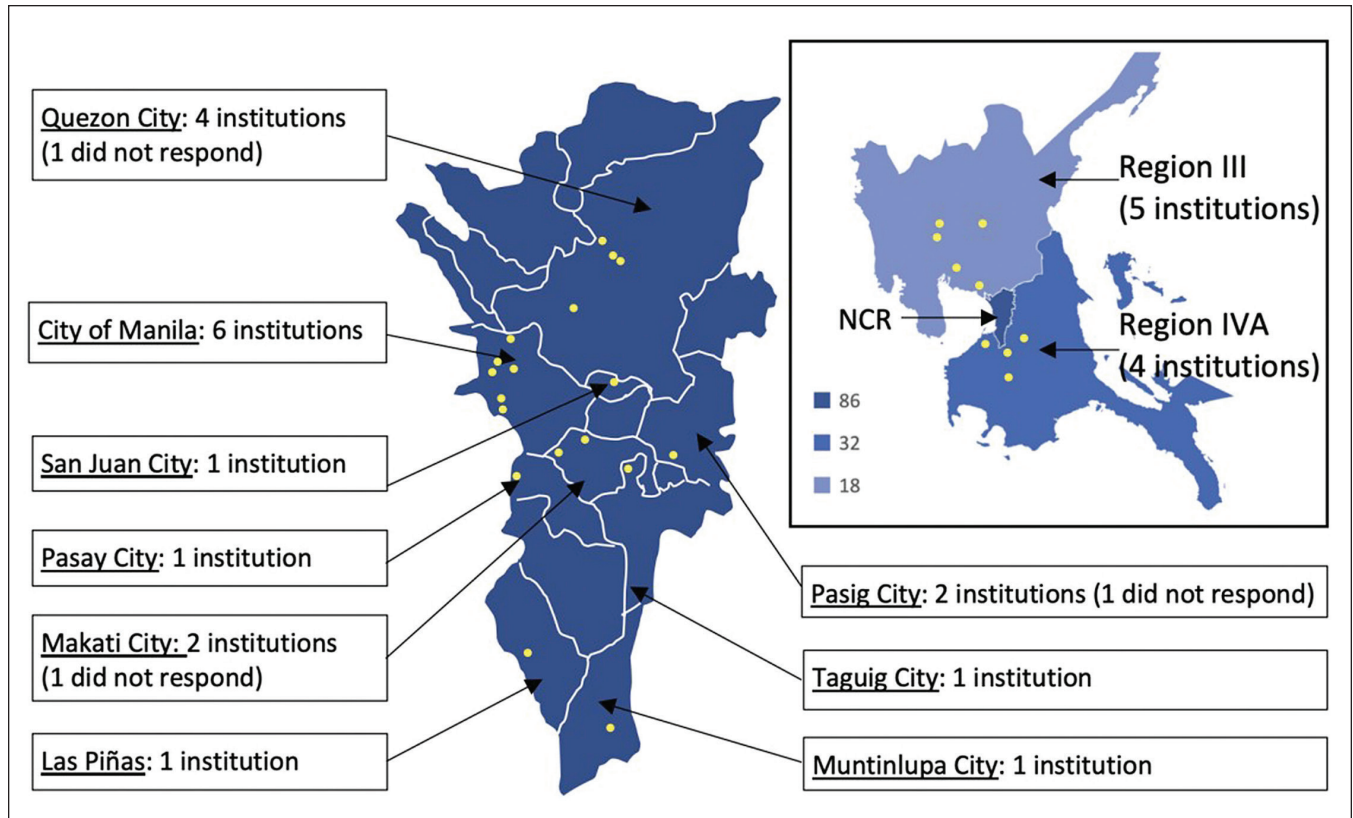 Quezon City: 4 institutions
(1 did not respond)
City of Manila: 6 institutions
San Juan City: 1 institution
Pasay City: 1 institution
Makati City: 2 institutions
(1 did not respond)
Las Piñas: 1 institution
Region III
(5 institutions)
NCR
Region IVA
(4 institutions)
86
32
18
Pasig City: 2 institutions (1 did not respond)
Taguig City: 1 institution
Muntinlupa City: 1 institution